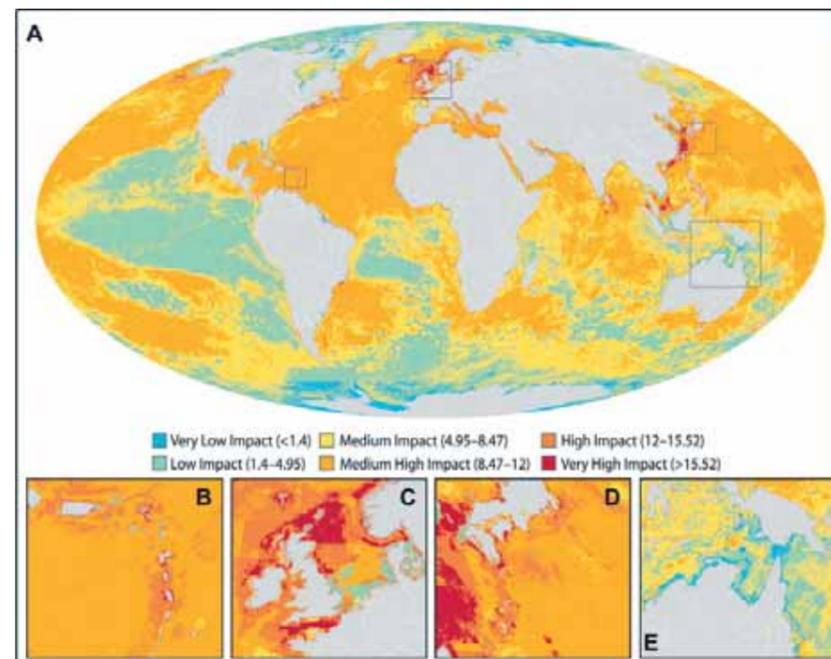 A
Very Low Impact (<1.4) Medium Impact (4.95–8.47) High Impact (12–15.52)
Low Impact (1.4–4.95) Medium High Impact (8.47–12) Very High Impact (>15.52)
B
C
D
E